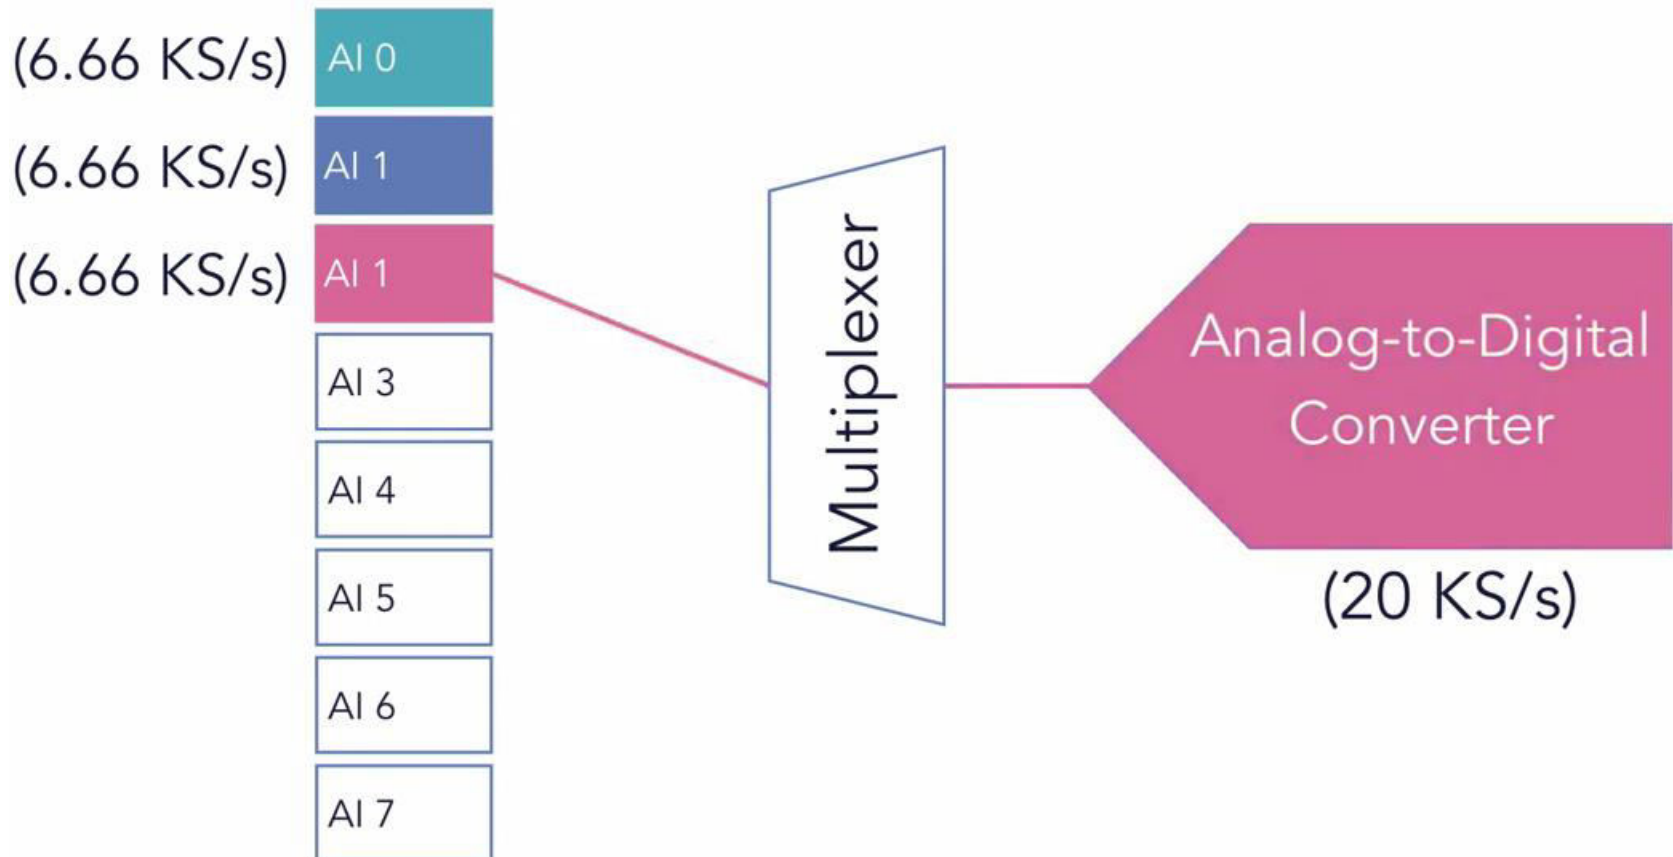 (6.66 KS/s) AI 0
(6.66 KS/s) AI 1
(6.66 KS/s) AI 1
AI 3
AI 4
AI 5
AI 6
AI 7
Multiplexer
Analog-to-Digital
Converter
(20 KS/s)